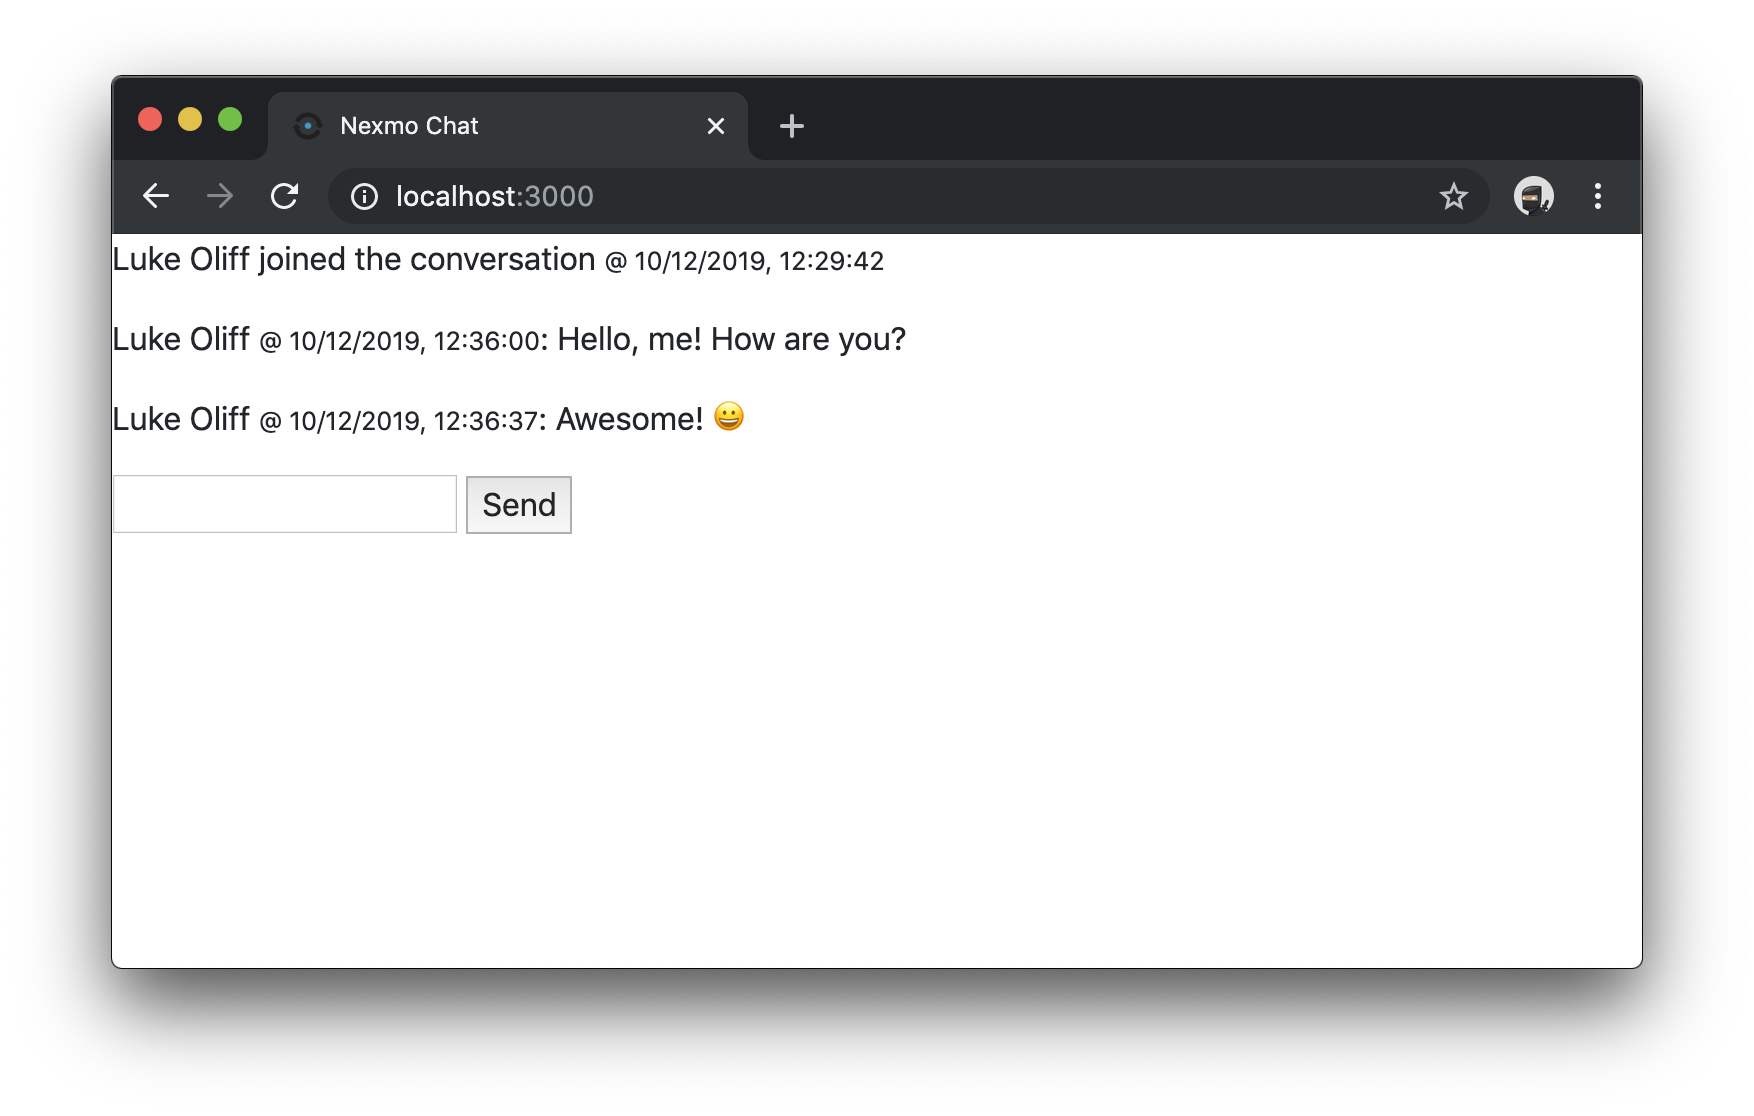 Nexmo Chat
localhost:3000
Luke Oliff joined the conversation @ 10/12/2019, 12:29:42
Luke Oliff @ 10/12/2019, 12:36:00: Hello, me! How are you?
Luke Oliff @ 10/12/2019, 12:36:37: Awesome! 😀
Send